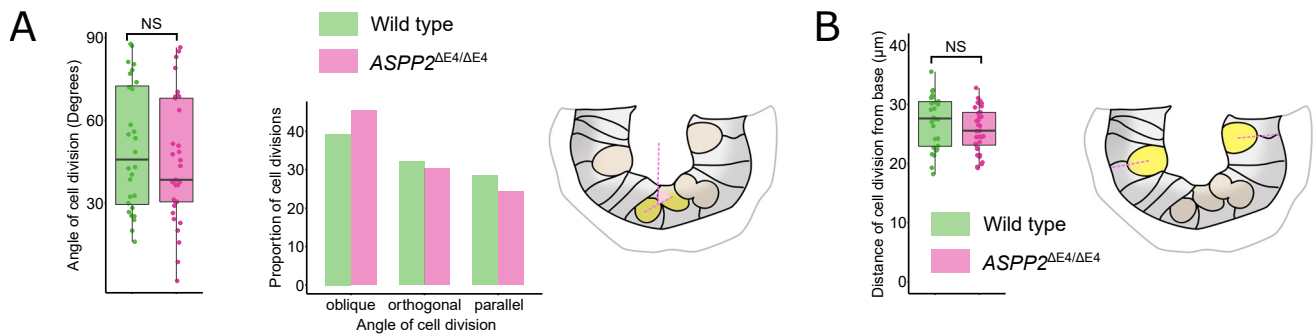 A
NS
90
60
30
Angle of cell division (Degrees)
Wild type
ASPP2ΔE4/ΔE4
40
30
20
10
0
Proportion of cell divisions
oblique orthogonal parallel
Angle of cell division
B
NS
40
30
20
10
0
Distance of cell division from base (µm)
Wild type
ASPP2ΔE4/ΔE4